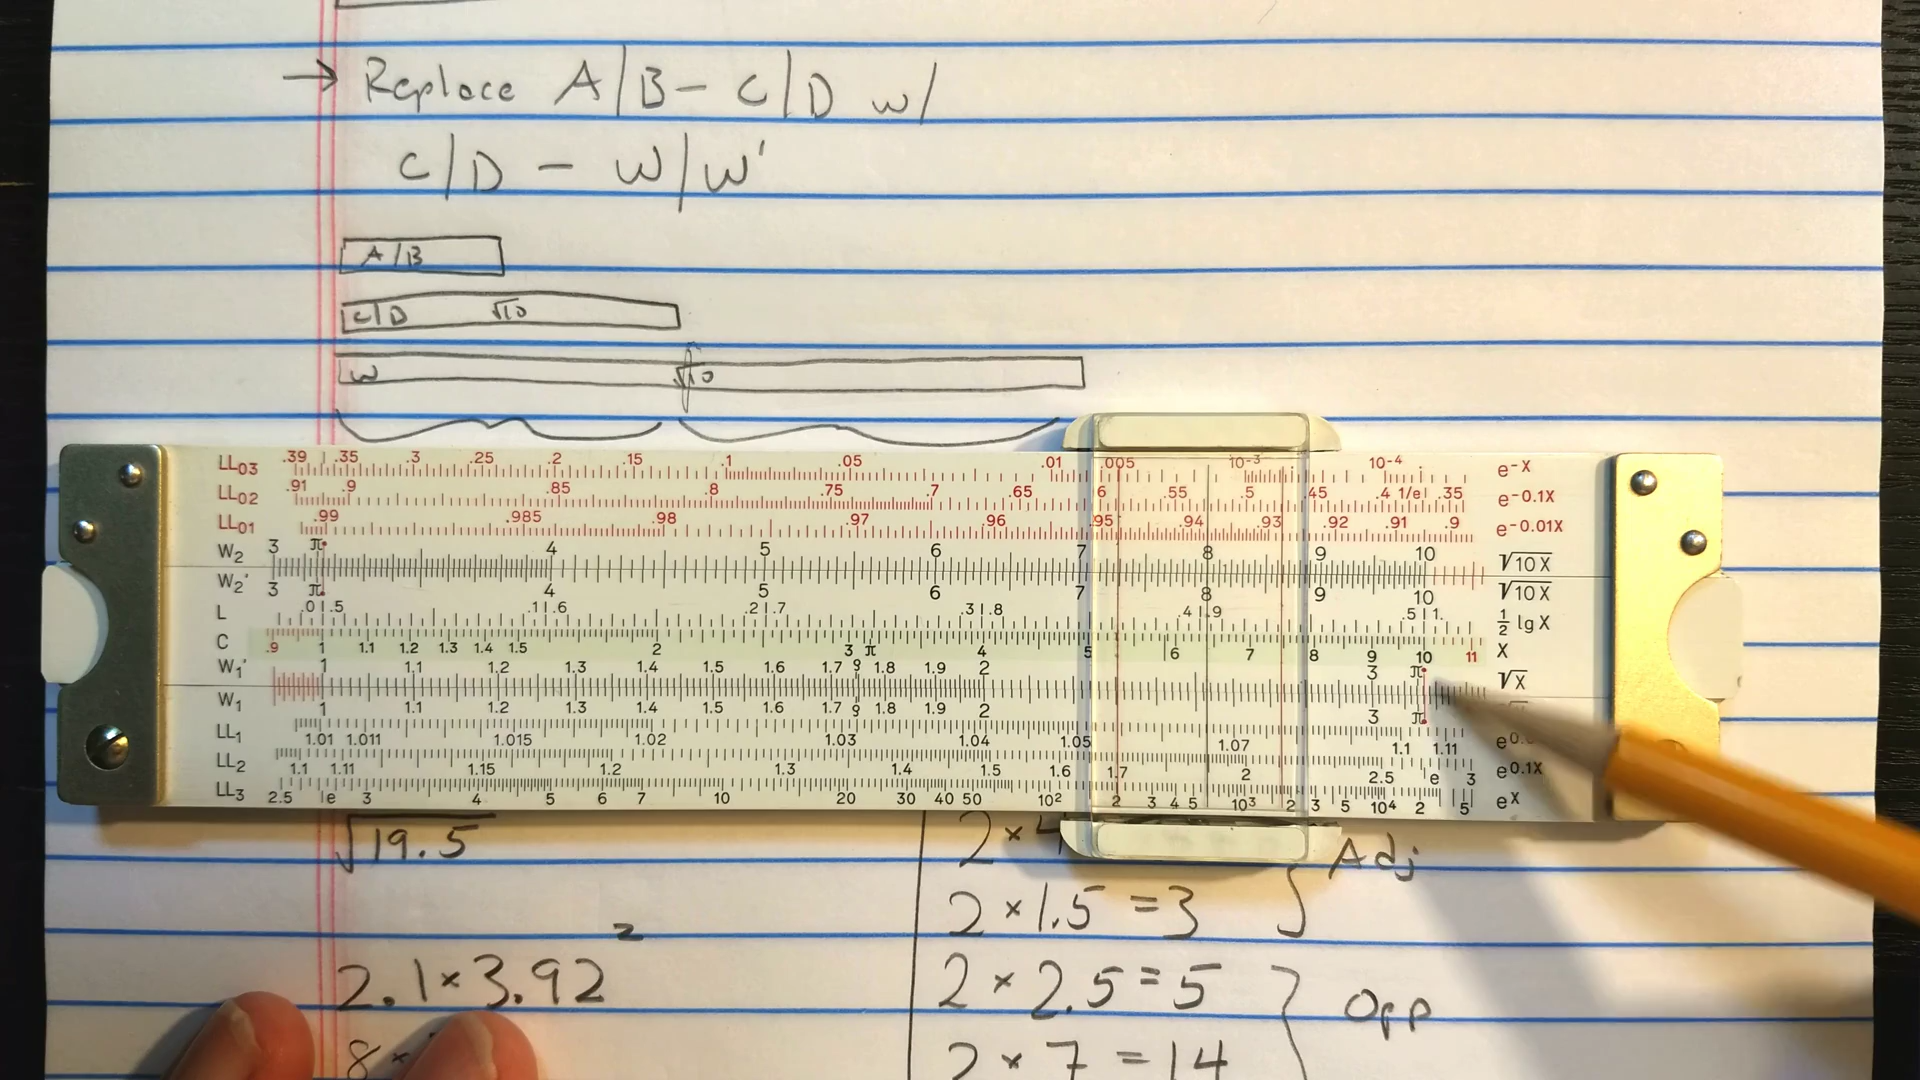 → Replace A/B - C/D w/
C/D - W/W'
A/B
C/D √10
W √10
LL03 .39 .35 .3 .25 .2 .15 .1 .05 .01 .005 10-3 10-4 e-X
LL02 .91 .9 .85 .8 .75 .7 .65 .6 .55 .5 .45 .4 1/e .35 e-0.1X
LL01 .99 .985 .98 .97 .96 .95 .94 .93 .92 .91 .9 e-0.01X
W2 3 π 4 5 6 7 8 9 10 √10X
W2' 3 π 4 5 6 7 8 9 10 √10X
L .0 .5 .1 .6 .2 .7 .3 .8 .4 .9 .5 1. ½ lg X
C .9 1 1.1 1.2 1.3 1.4 1.5 2 3 π 4 5 6 7 8 9 10 11 X
W1' 1 1.1 1.2 1.3 1.4 1.5 1.6 1.7 1.8 1.9 2 3 π √X
W1 1 1.1 1.2 1.3 1.4 1.5 1.6 1.7 1.8 1.9 2 3 π
LL1 1.01 1.011 1.015 1.02 1.03 1.04 1.05 1.07 1.1 1.11
LL2 1.1 1.11 1.15 1.2 1.3 1.4 1.5 1.6 1.7 2 2.5 e 3 e0.1X
LL3 2.5 e 3 4 5 6 7 10 20 30 40 50 10² 2 3 4 5 10³ 2 3 5 10⁴ 2 5 eX
√19.5
2 ×
Adj
2 × 1.5 = 3
2.1 × 3.92²
2 × 2.5 = 5
Opp
8 ×
2 × 7 = 14